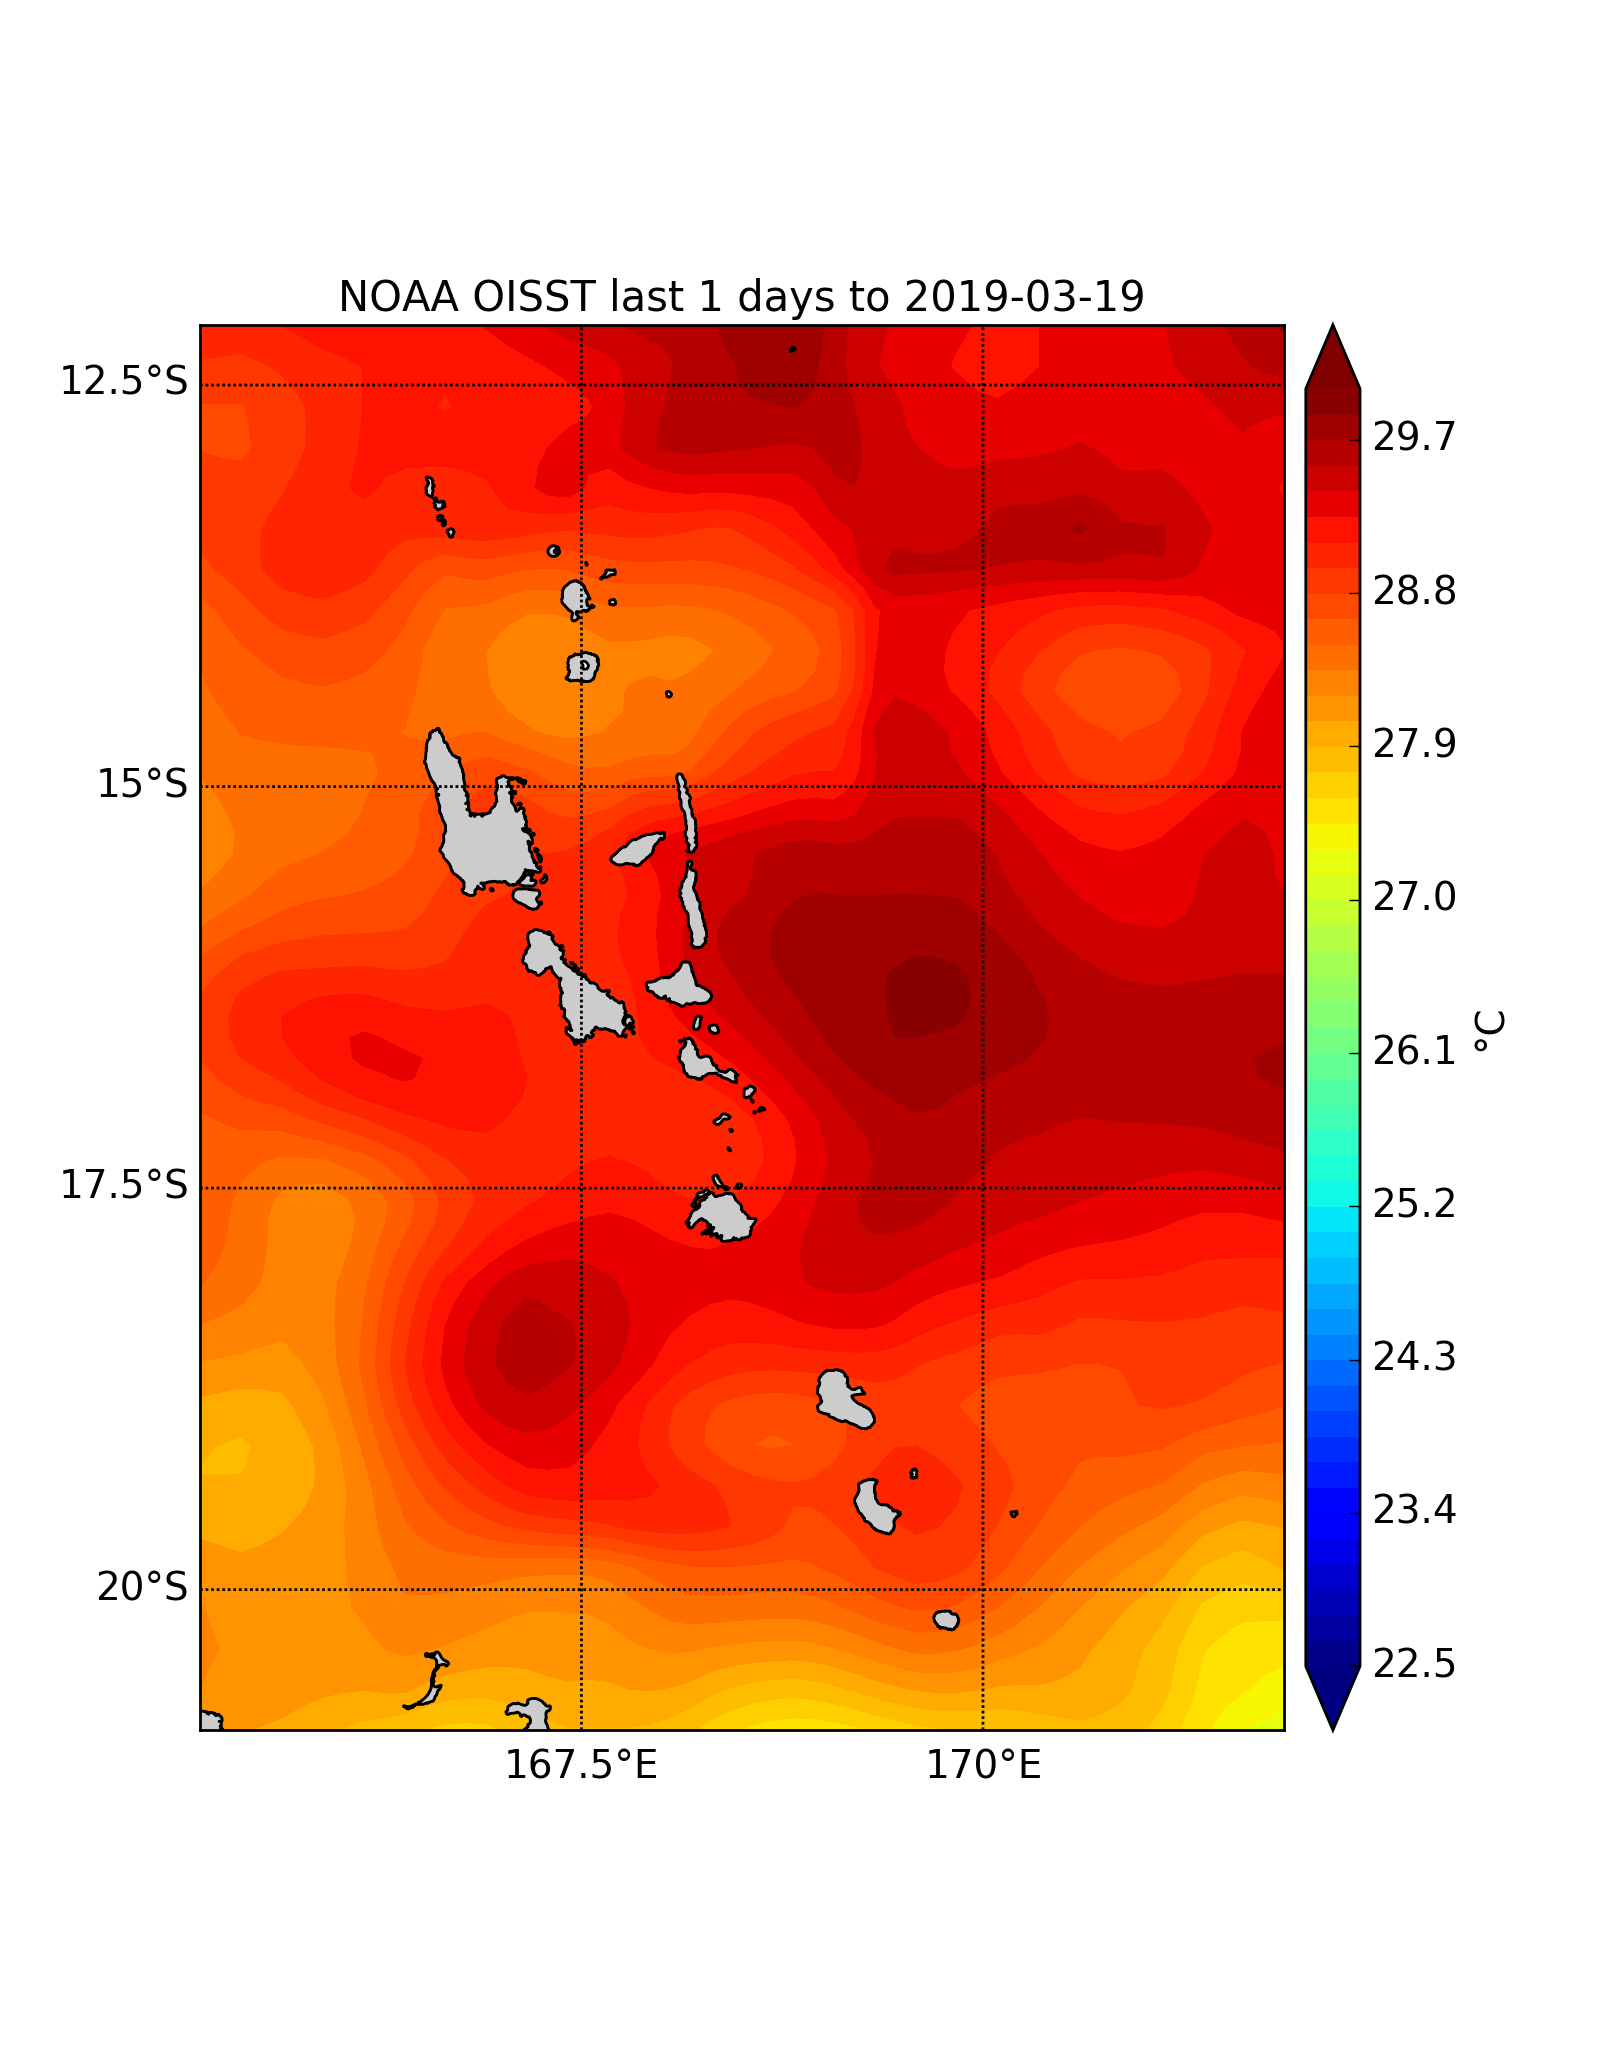 NOAA OISST last 1 days to 2019-03-19
12.5°S
15°S
17.5°S
20°S
167.5°E
170°E
29.7
28.8
27.9
27.0
26.1
25.2
24.3
23.4
22.5
°C